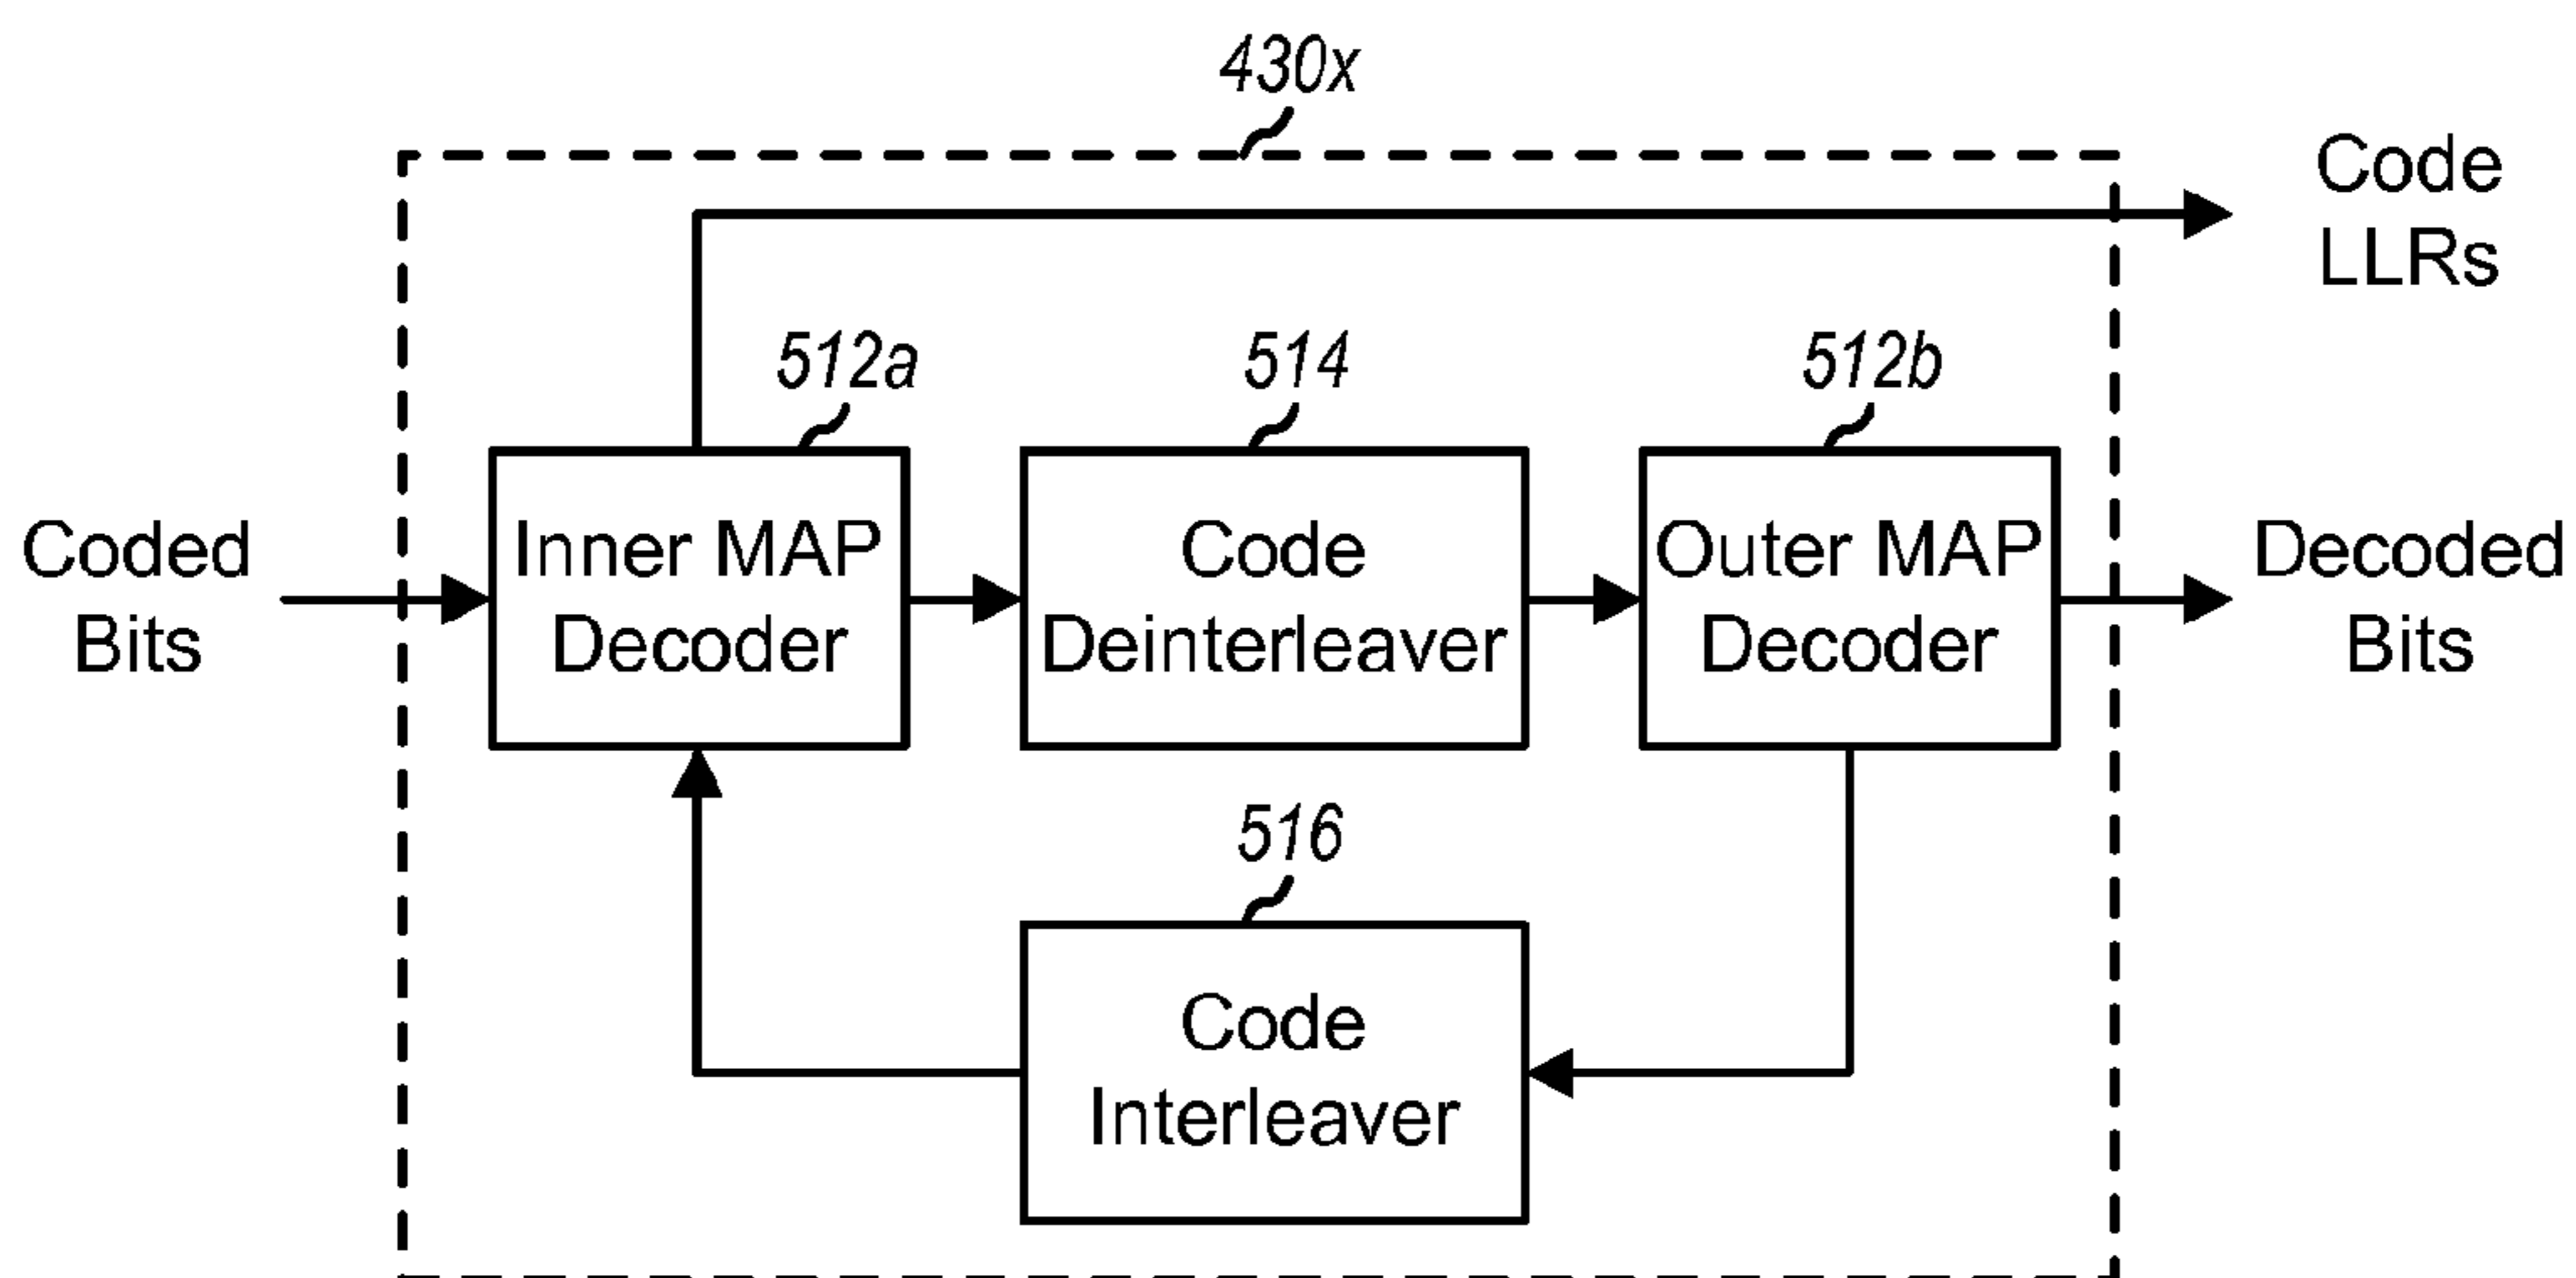 430x
Code
LLRs
512a
514
512b
Coded
Bits
Inner MAP
Decoder
Code
Deinterleaver
Outer MAP
Decoder
Decoded
Bits
516
Code
Interleaver